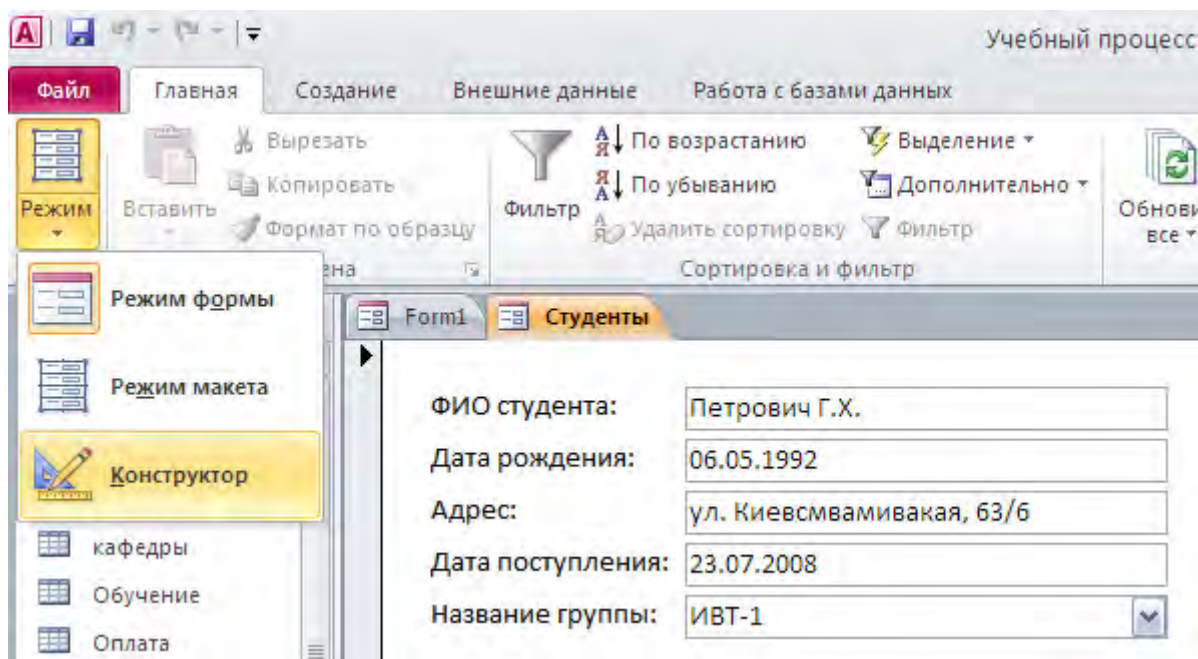 Учебный процесс
Файл Главная Создание Внешние данные Работа с базами данных
Режим
Вставить
Вырезать
Копировать
Формат по образцу
Фильтр
По возрастанию
По убыванию
Удалить сортировку
Выделение
Дополнительно
Фильтр
Обнови
все
ена
Сортировка и фильтр
Режим формы
Режим макета
Конструктор
кафедры
Обучение
Оплата
Form1 Студенты
ФИО студента: Петрович Г.Х.
Дата рождения: 06.05.1992
Адрес: ул. Киевсмвамивакая, 63/6
Дата поступления: 23.07.2008
Название группы: ИВТ-1